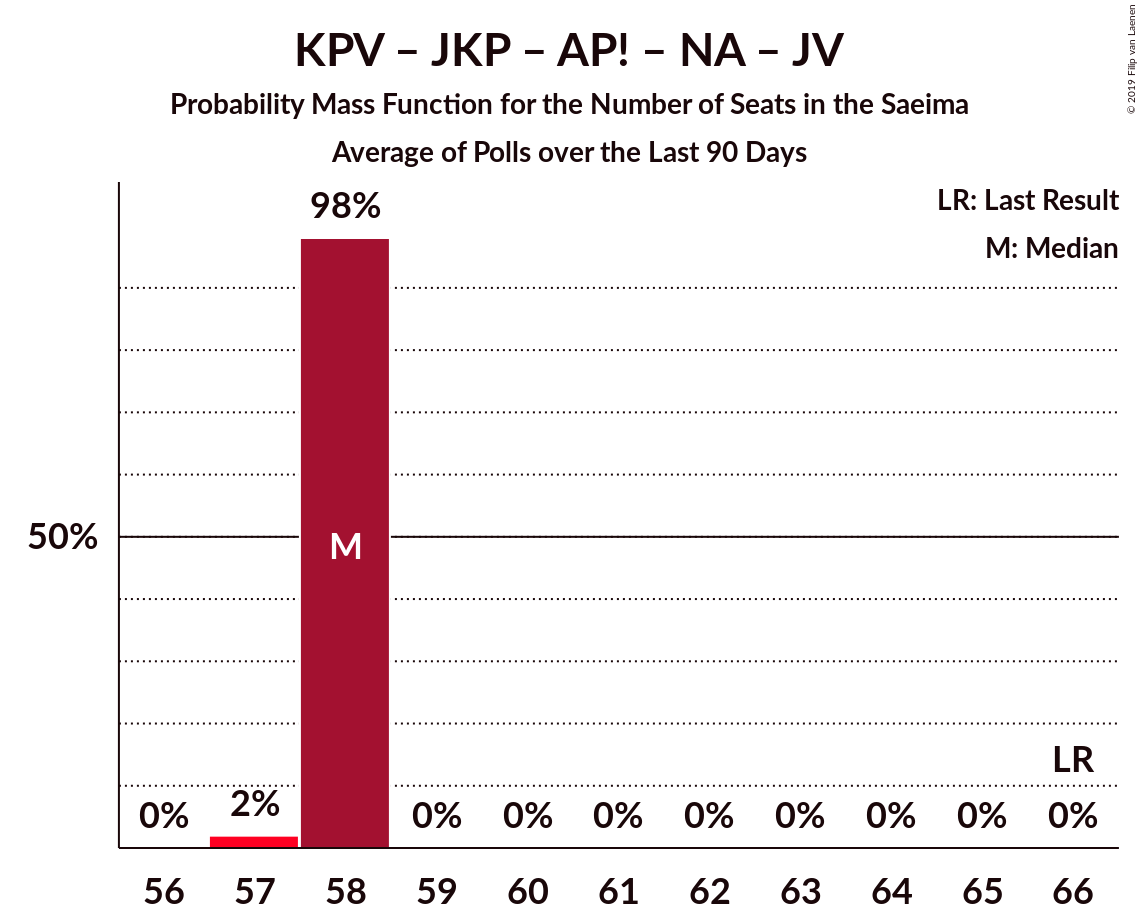 KPV – JKP – AP! – NA – JV
Probability Mass Function for the Number of Seats in the Saeima
Average of Polls over the Last 90 Days
© 2019 Filip van Laenen
LR: Last Result
M: Median
98%
50%
M
LR
0% 2% 0% 0% 0% 0% 0% 0% 0% 0%
56 57 58 59 60 61 62 63 64 65 66